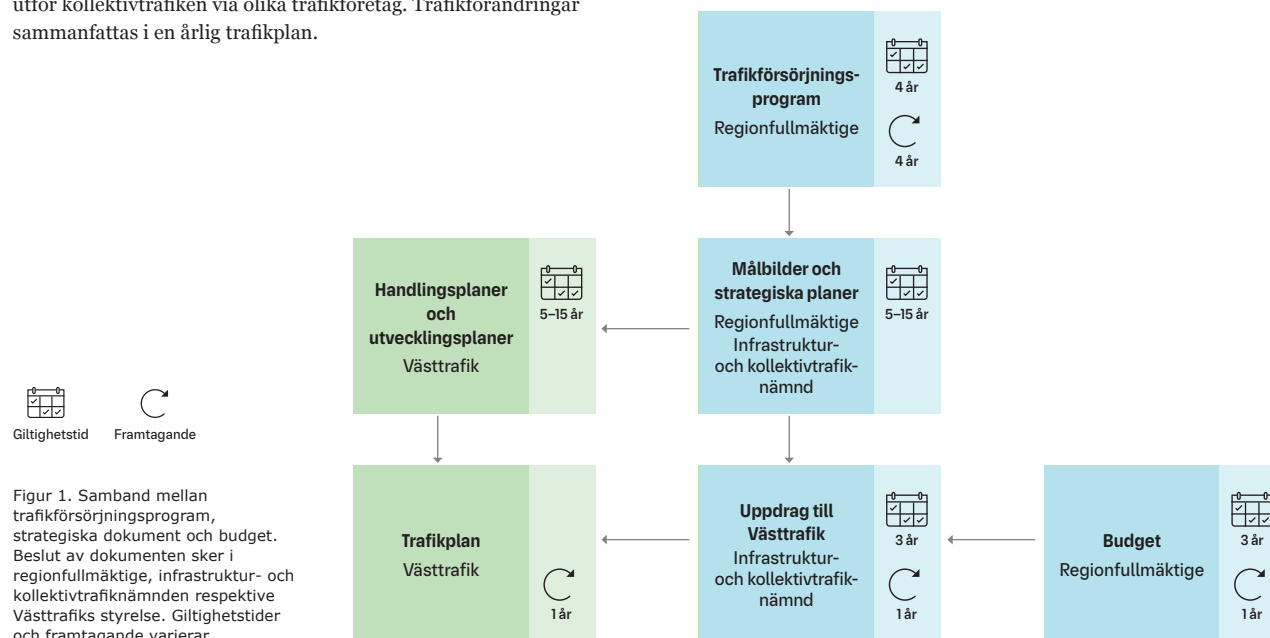 utför kollektivtrafiken via olika trafikföretag. Trafikförändringar
sammanfattas i en årlig trafikplan.
Trafikförsörjnings-
program
Regionfullmäktige
4 år
4 år
Handlingsplaner
och
utvecklingsplaner
Västtrafik
5–15 år
Målbilder och
strategiska planer
Regionfullmäktige
Infrastruktur-
och kollektivtrafik-
nämnd
5–15 år
Giltighetstid
Framtagande
Figur 1. Samband mellan
trafikförsörjningsprogram,
strategiska dokument och budget.
Beslut av dokumenten sker i
regionfullmäktige, infrastruktur- och
kollektivtrafiknämnden respektive
Västtrafiks styrelse. Giltighetstider
och framtagande varierar
Trafikplan
Västtrafik
1 år
Uppdrag till
Västtrafik
Infrastruktur-
och kollektivtrafik-
nämnd
3 år
1 år
Budget
Regionfullmäktige
3 år
1 år